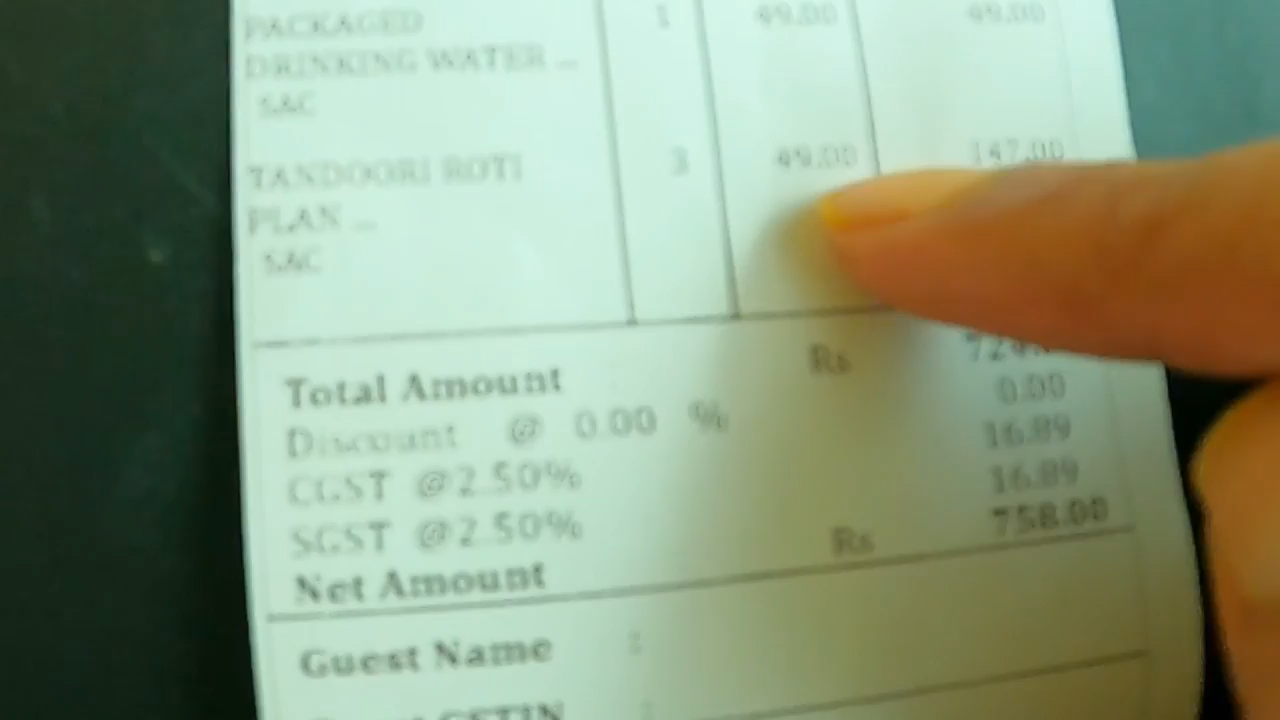 PACKAGED 1 49.00 49.00
DRINKING WATER ...
SAC
TANDOORI ROTI 3 49.00 147.00
PLAN ...
SAC
Total Amount Rs
Discount @ 0.00 % 0.00
CGST @2.50% 16.89
SGST @2.50% 16.89
Net Amount Rs 758.00
Guest Name :
GSTIN :